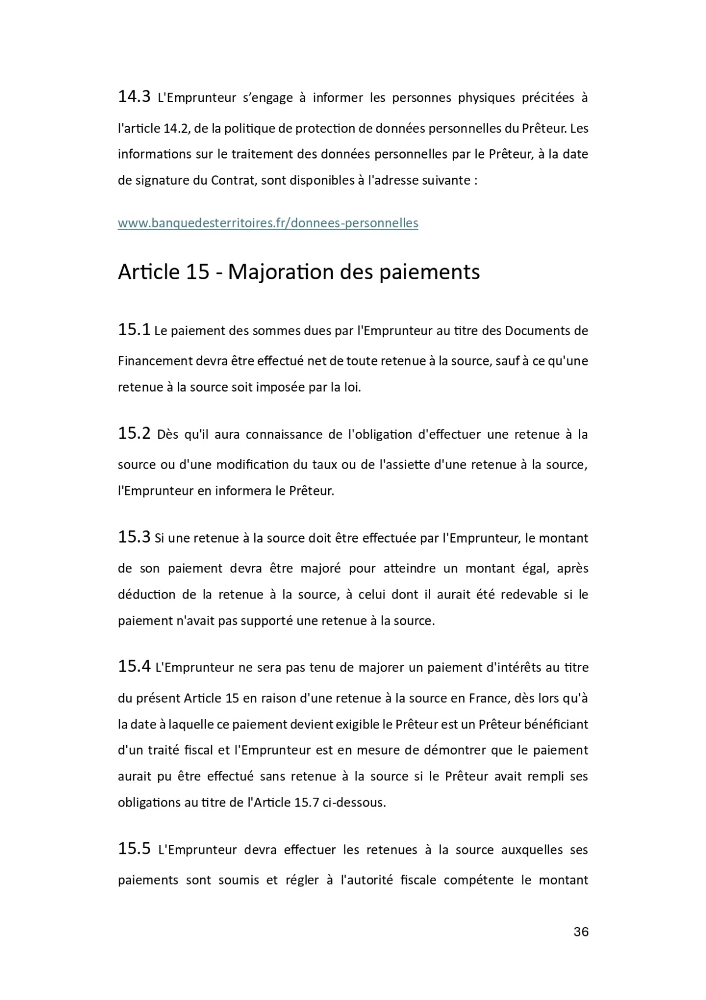 14.3 L'Emprunteur s’engage à informer les personnes physiques précitées à
l'article 14.2, de la politique de protection de données personnelles du Prêteur. Les
informations sur le traitement des données personnelles par le Prêteur, à la date
de signature du Contrat, sont disponibles à l'adresse suivante :
www.banquedesterritoires.fr/donnees-personnelles
Article 15 - Majoration des paiements
15.1 Le paiement des sommes dues par l'Emprunteur au titre des Documents de
Financement devra être effectué net de toute retenue à la source, sauf à ce qu'une
retenue à la source soit imposée par la loi.
15.2 Dès qu'il aura connaissance de l'obligation d'effectuer une retenue à la
source ou d'une modification du taux ou de l'assiette d'une retenue à la source,
l'Emprunteur en informera le Prêteur.
15.3 Si une retenue à la source doit être effectuée par l'Emprunteur, le montant
de son paiement devra être majoré pour atteindre un montant égal, après
déduction de la retenue à la source, à celui dont il aurait été redevable si le
paiement n'avait pas supporté une retenue à la source.
15.4 L'Emprunteur ne sera pas tenu de majorer un paiement d'intérêts au titre
du présent Article 15 en raison d'une retenue à la source en France, dès lors qu'à
la date à laquelle ce paiement devient exigible le Prêteur est un Prêteur bénéficiant
d'un traité fiscal et l'Emprunteur est en mesure de démontrer que le paiement
aurait pu être effectué sans retenue à la source si le Prêteur avait rempli ses
obligations au titre de l'Article 15.7 ci-dessous.
15.5 L'Emprunteur devra effectuer les retenues à la source auxquelles ses
paiements sont soumis et régler à l'autorité fiscale compétente le montant
36